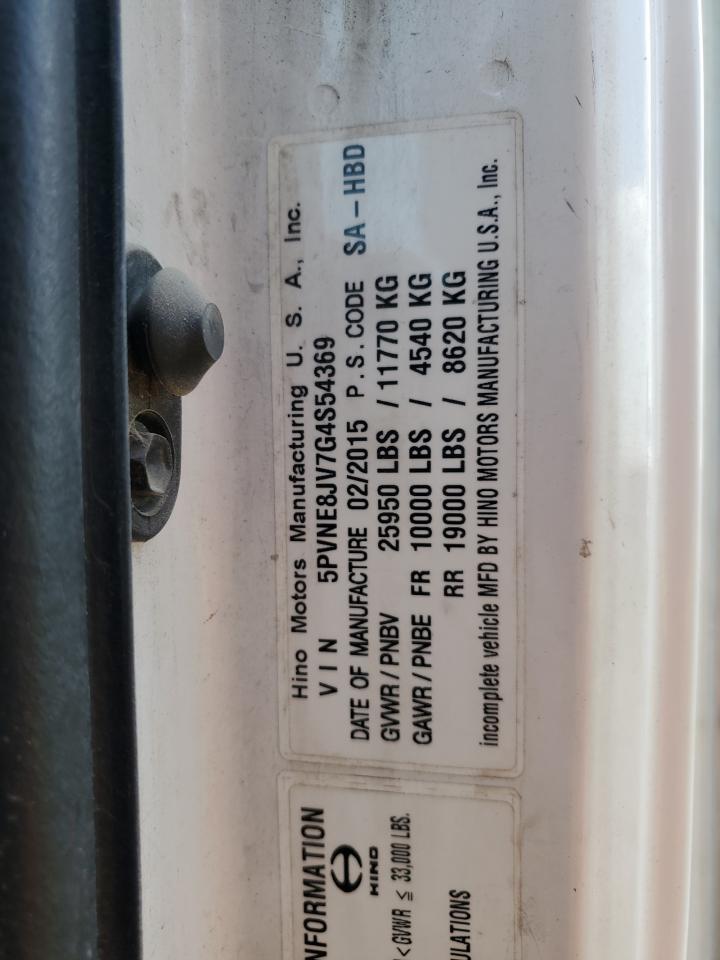 Hino Motors Manufacturing U. S. A., Inc.
VIN 5PVNE8JV7G4S54369
DATE OF MANUFACTURE 02/2015 P.S. CODE SA-HBD
GVWR/PNBV 25950 LBS /11770 KG
GAWR/PNBE FR 10000 LBS / 4540 KG
RR 19000 LBS / 8620 KG
incomplete vehicle MFD BY HINO MOTORS MANUFACTURING U.S.A., Inc.
NFORMATION
HINO
<GVWR ≤ 33,000 LBS.
ULATIONS